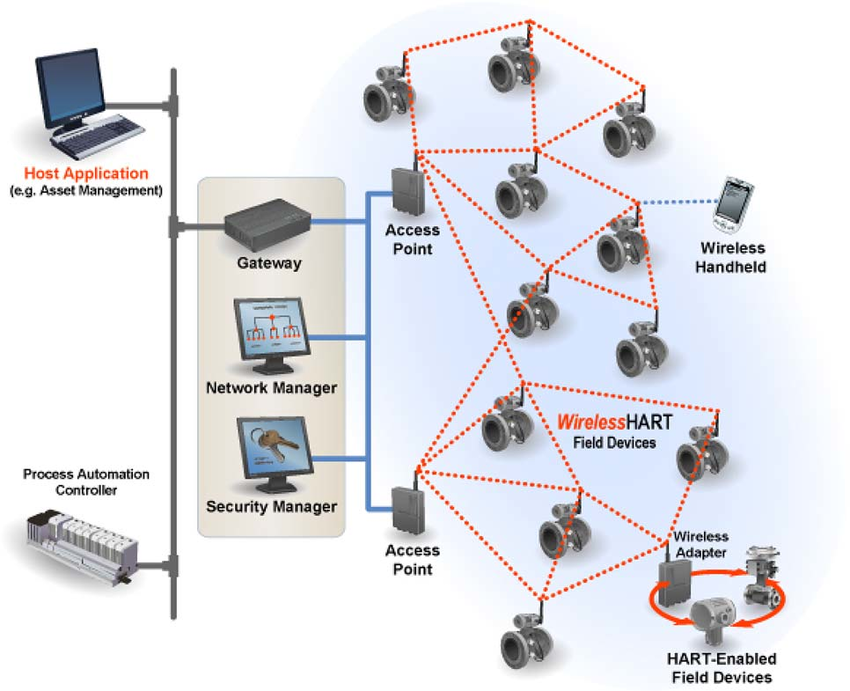 Host Application
(e.g. Asset Management)
Gateway
Network Manager
Security Manager
Process Automation
Controller
Access
Point
Access
Point
Wireless
Handheld
WirelessHART
Field Devices
Wireless
Adapter
HART-Enabled
Field Devices